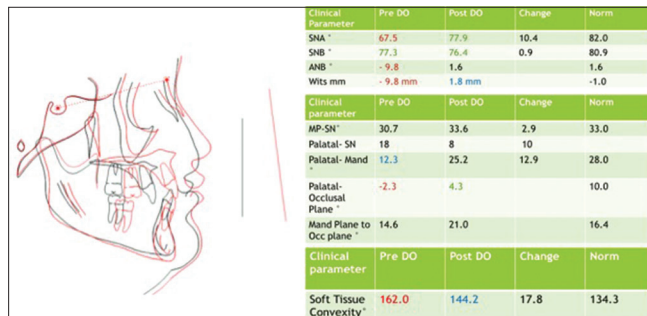 Clinical Parameter Pre DO Post DO Change Norm
SNA ° 67.5 77.9 10.4 82.0
SNB ° 77.3 76.4 0.9 80.9
ANB ° - 9.8 1.6 1.6
Wits mm - 9.8 mm 1.8 mm -1.0
Clinical parameter Pre DO Post DO Change Norm
MP-SN° 30.7 33.6 2.9 33.0
Palatal- SN 18 8 10
Palatal- Mand ° 12.3 25.2 12.9 28.0
Palatal- Occlusal Plane ° -2.3 4.3 10.0
Mand Plane to Occ plane ° 14.6 21.0 16.4
Clinical parameter Pre DO Post DO Change Norm
Soft Tissue Convexity° 162.0 144.2 17.8 134.3